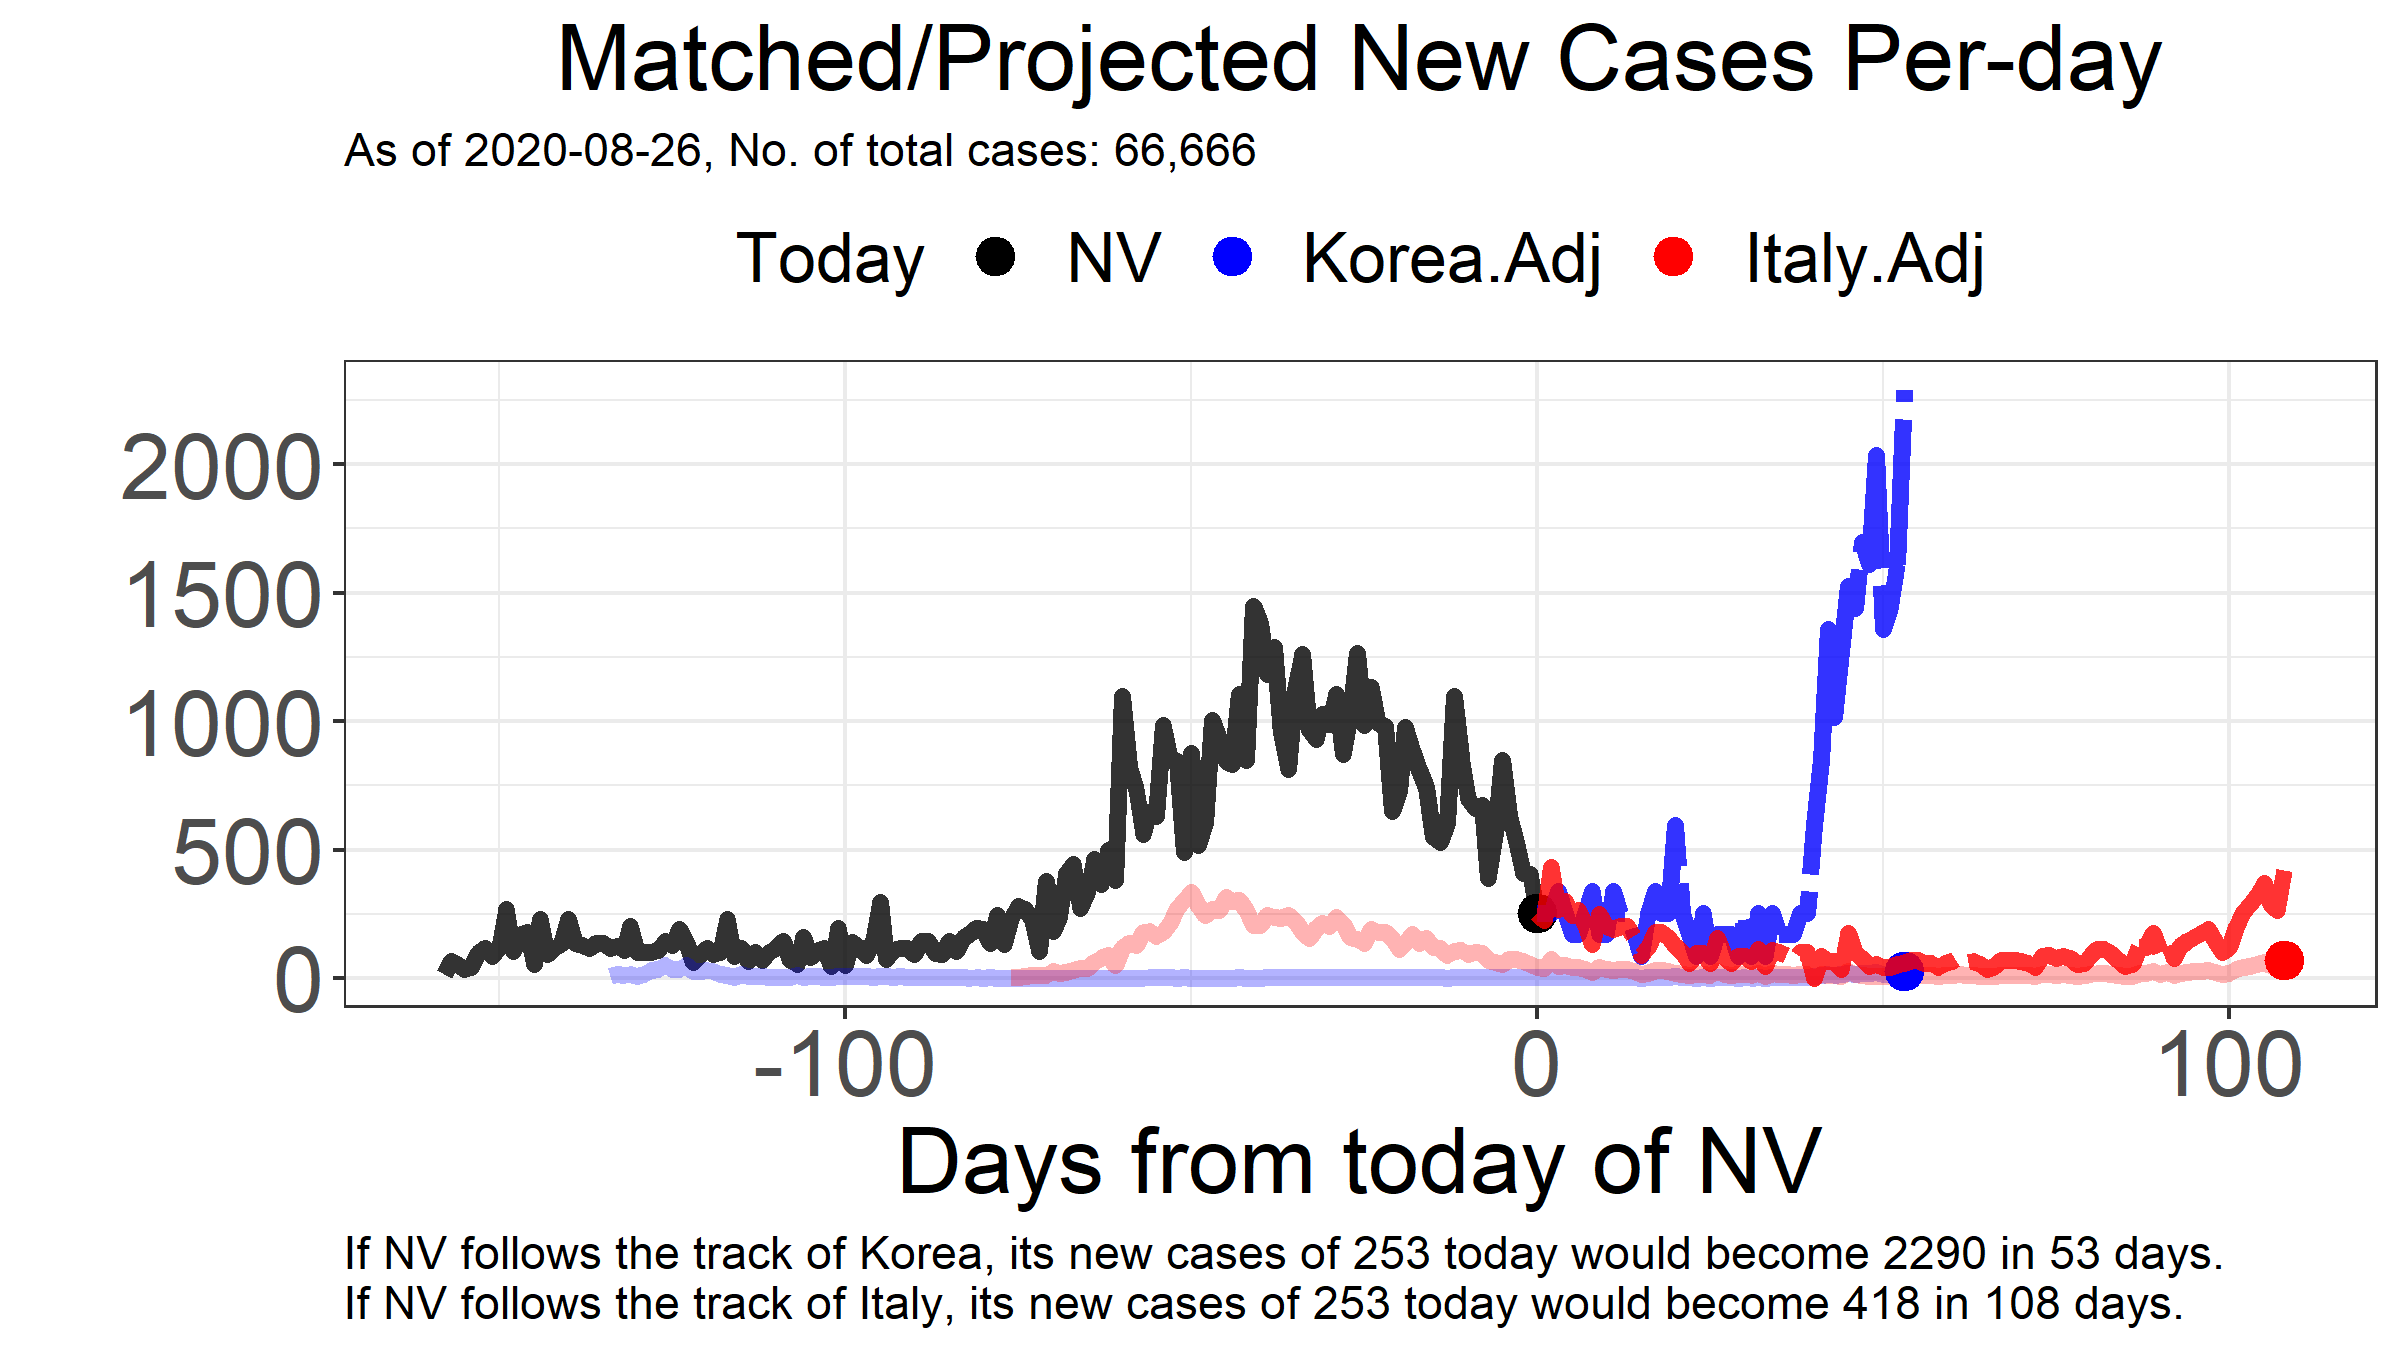 Matched/Projected New Cases Per-day
As of 2020-08-26, No. of total cases: 66,666
Today NV Korea.Adj Italy.Adj
2000
1500
1000
500
0
-100 0 100
Days from today of NV
If NV follows the track of Korea, its new cases of 253 today would become 2290 in 53 days.
If NV follows the track of Italy, its new cases of 253 today would become 418 in 108 days.